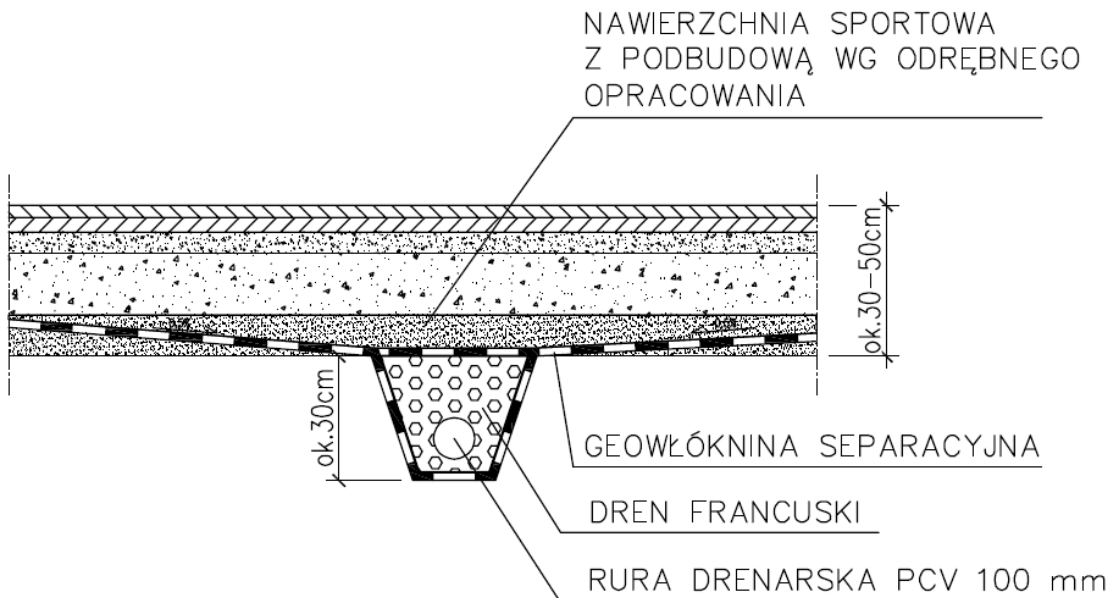 NAWIERZCHNIA SPORTOWA
Z PODBUDOWĄ WG ODRĘBNEGO
OPRACOWANIA
ok.30-50cm
ok.30cm
GEOWŁÓKNINA SEPARACYJNA
DREN FRANCUSKI
RURA DRENARSKA PCV 100 mm